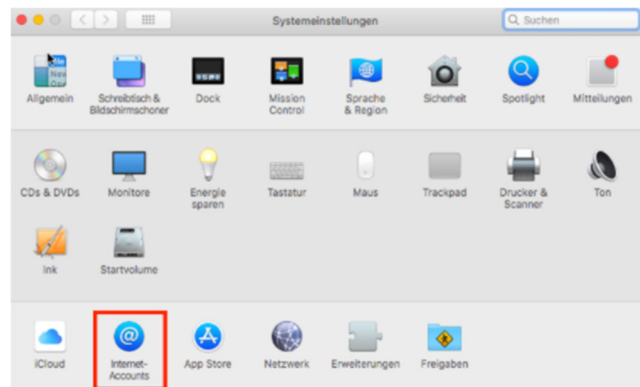 Systemeinstellungen
Suchen
Allgemein
Schreibtisch &
Bildschirmschoner
Dock
Mission
Control
Sprache
& Region
Sicherheit
Spotlight
Mitteilungen
CDs & DVDs
Monitore
Energie
sparen
Tastatur
Maus
Trackpad
Drucker &
Scanner
Ton
Ink
Startvolume
iCloud
Internet-
Accounts
App Store
Netzwerk
Erweiterungen
Freigaben